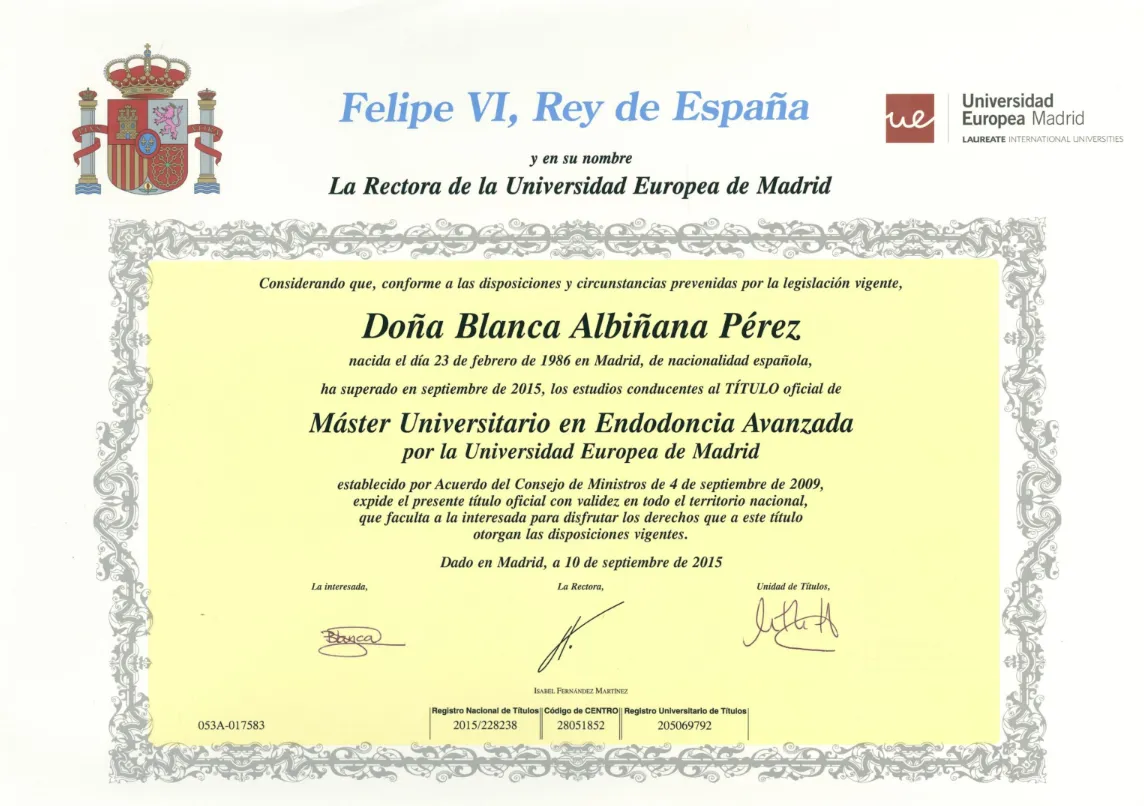 Felipe VI, Rey de España
ue
Universidad
Europea Madrid
LAUREATE INTERNATIONAL UNIVERSITIES
y en su nombre
La Rectora de la Universidad Europea de Madrid
Considerando que, conforme a las disposiciones y circunstancias prevenidas por la legislación vigente,
Doña Blanca Albiñana Pérez
nacida el día 23 de febrero de 1986 en Madrid, de nacionalidad española,
ha superado en septiembre de 2015, los estudios conducentes al TÍTULO oficial de
Máster Universitario en Endodoncia Avanzada
por la Universidad Europea de Madrid
establecido por Acuerdo del Consejo de Ministros de 4 de septiembre de 2009,
expide el presente título oficial con validez en todo el territorio nacional,
que faculta a la interesada para disfrutar los derechos que a este título
otorgan las disposiciones vigentes.
Dado en Madrid, a 10 de septiembre de 2015
La interesada, La Rectora, Unidad de Títulos,
Blanca
ISABEL FERNÁNDEZ MARTÍNEZ
Registro Nacional de Títulos Código de CENTRO Registro Universitario de Títulos
053A-017583 2015/228238 28051852 205069792